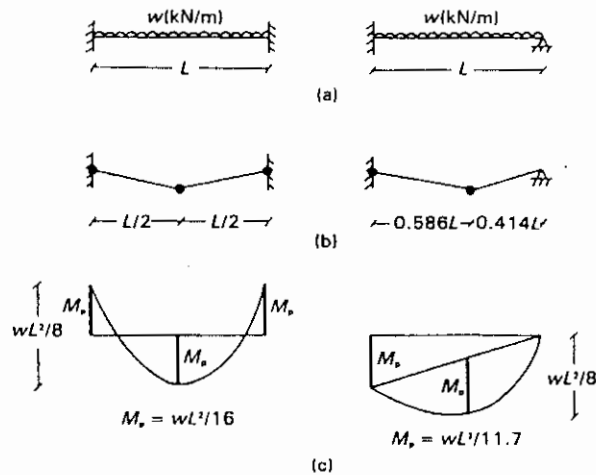 w(kN/m)
w(kN/m)
L
L
(a)
L/2
L/2
0.586L
0.414L
(b)
wL²/8
Mₚ
Mₚ
Mₚ
Mₚ = wL²/16
Mₚ
Mₚ
wL²/8
Mₚ = wL²/11.7
(c)